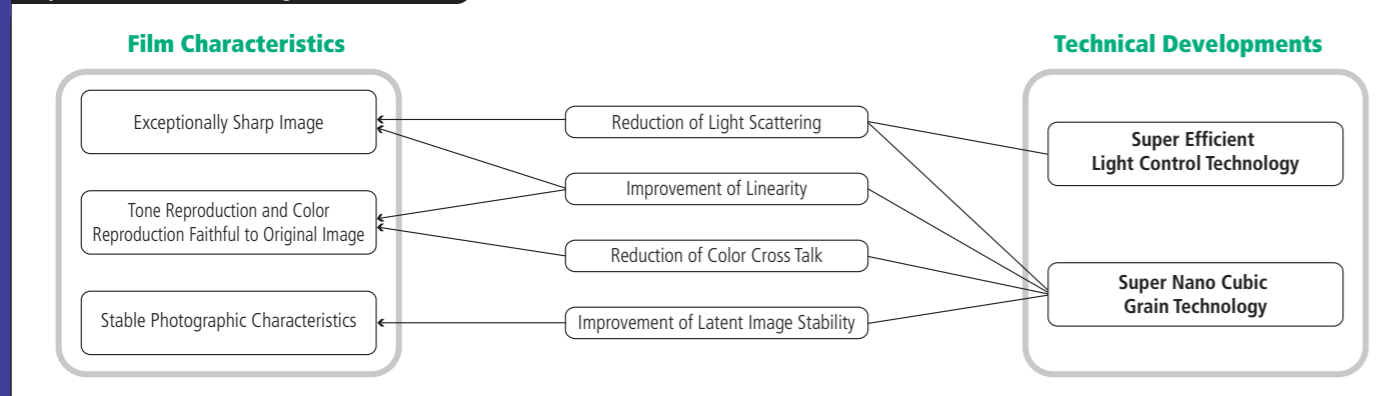 Film Characteristics
Technical Developments
Exceptionally Sharp Image
Tone Reproduction and Color
Reproduction Faithful to Original Image
Stable Photographic Characteristics
Reduction of Light Scattering
Improvement of Linearity
Reduction of Color Cross Talk
Improvement of Latent Image Stability
Super Efficient
Light Control Technology
Super Nano Cubic
Grain Technology